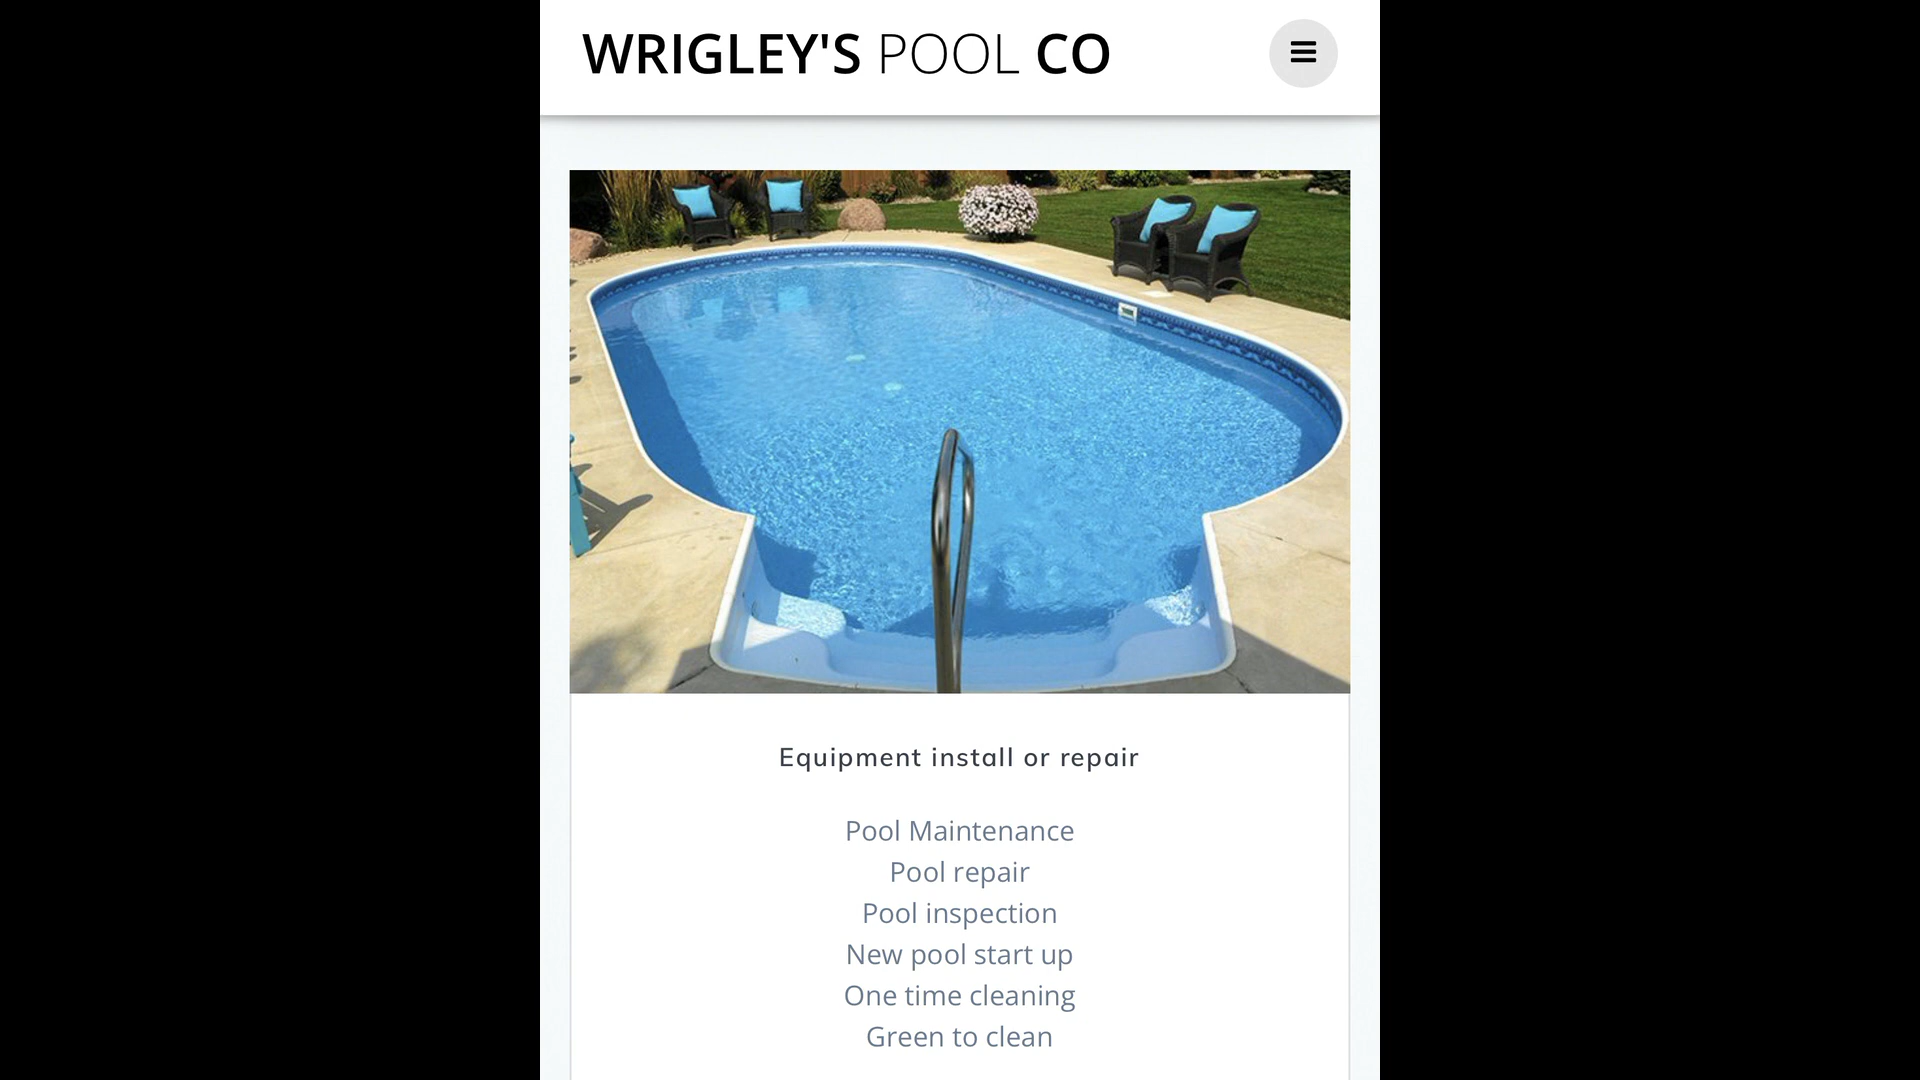 WRIGLEY'S POOL CO
Equipment install or repair
Pool Maintenance
Pool repair
Pool inspection
New pool start up
One time cleaning
Green to clean